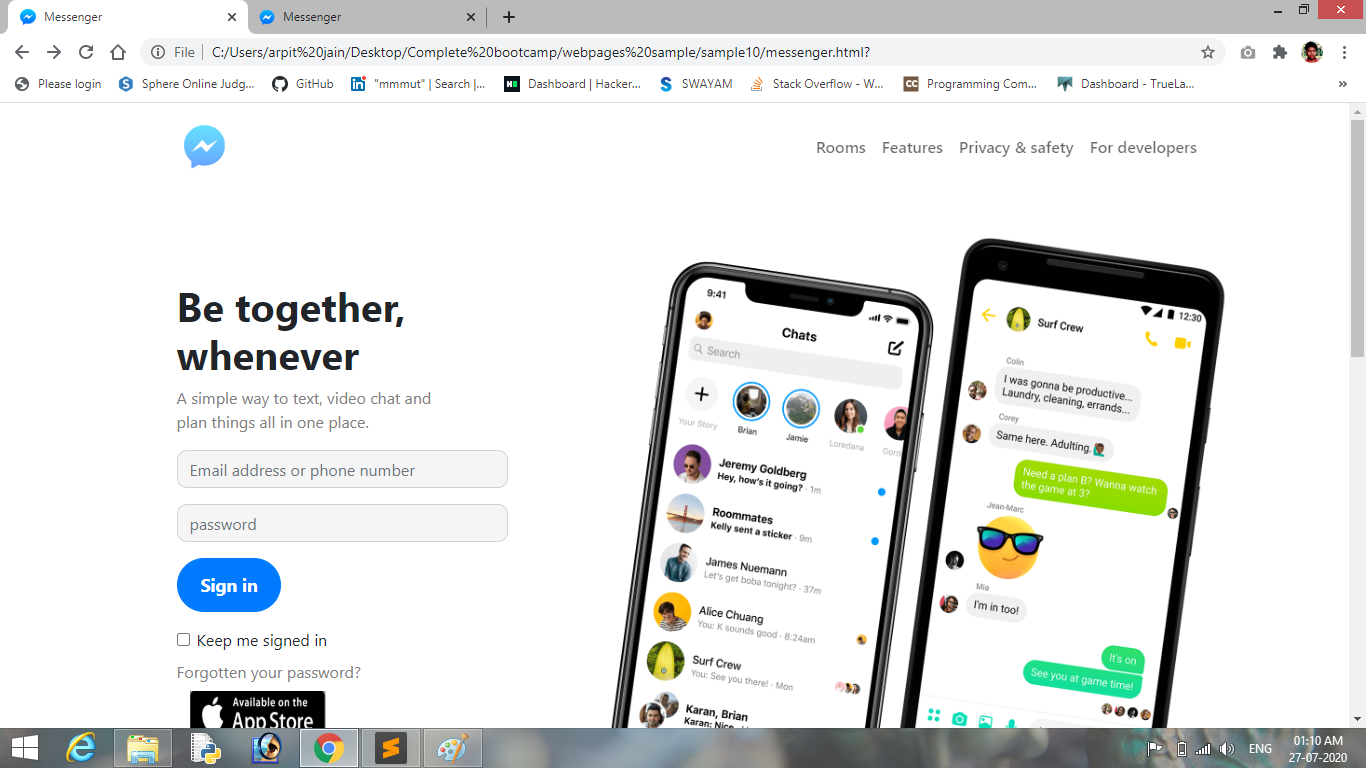 Messenger
Messenger
File
C:/Users/arpit%20jain/Desktop/Complete%20bootcamp/webpages%20sample/sample10/messenger.html?
Please login
Sphere Online Judg...
GitHub
"mmmut" | Search |...
Dashboard | Hacker...
SWAYAM
Stack Overflow - W...
Programming Com...
Dashboard - TrueLa...
»
Rooms
Features
Privacy & safety
For developers
Be together,
whenever
A simple way to text, video chat and
plan things all in one place.
Email address or phone number
password
Sign in
Keep me signed in
Forgotten your password?
Available on the
App Store
9:41
Chats
Search
Your Story
Brian
Jamie
Loredana
Jeremy Goldberg
Hey, how's it going? · 1m
Roommates
Kelly sent a sticker · 9m
James Nuemann
Let's get boba tonight? · 37m
Alice Chuang
You: K sounds good · 8:24am
Surf Crew
You: See you there! · Mon
Karan, Brian
Karan: Nice
12:30
Surf Crew
Colin
I was gonna be productive...
Laundry, cleaning, errands...
Corey
Same here. Adulting.
Need a plan B? Wanna watch
the game at 3?
Jean-Marc
Mia
I'm in too!
It's on
See you at game time!
ENG
01:10 AM
27-07-2020